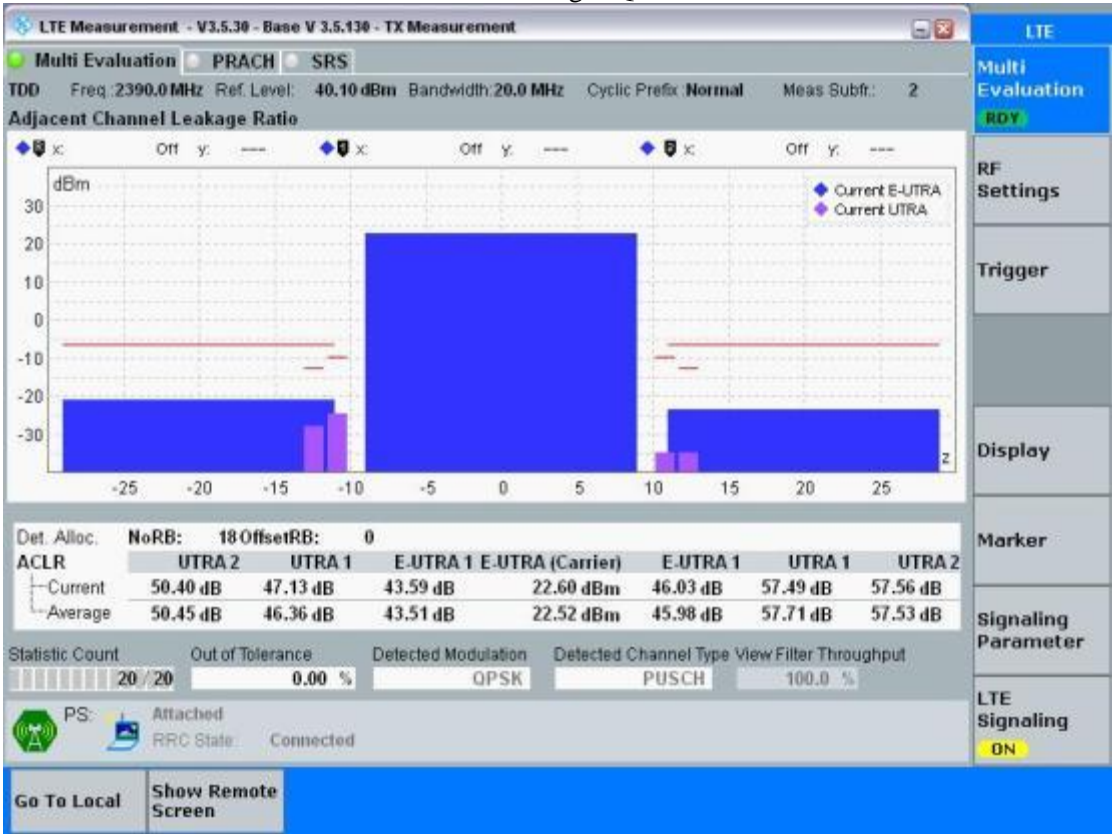 LTE Measurement - V3.5.30 - Base V 3.5.130 - TX Measurement
LTE
Multi Evaluation PRACH SRS
Multi
Evaluation
RDY
TDD Freq.:2390.0 MHz Ref. Level: 40.10 dBm Bandwidth:20.0 MHz Cyclic Prefix :Normal Meas Subfr.: 2
Adjacent Channel Leakage Ratio
x: Off y: --- x: Off y: --- x: Off y: ---
dBm
Current E-UTRA
Current UTRA
30
20
10
0
-10
-20
-30
z
-25 -20 -15 -10 -5 0 5 10 15 20 25
RF
Settings
Trigger
Display
Marker
Signaling
Parameter
LTE
Signaling
ON
Det. Alloc. NoRB: 18 OffsetRB: 0
ACLR UTRA 2 UTRA 1 E-UTRA 1 E-UTRA (Carrier) E-UTRA 1 UTRA 1 UTRA 2
Current 50.40 dB 47.13 dB 43.59 dB 22.60 dBm 46.03 dB 57.49 dB 57.56 dB
Average 50.45 dB 46.36 dB 43.51 dB 22.52 dBm 45.98 dB 57.71 dB 57.53 dB
Statistic Count Out of Tolerance Detected Modulation Detected Channel Type View Filter Throughput
20 / 20 0.00 % QPSK PUSCH 100.0 %
PS: Attached
RRC State: Connected
Go To Local
Show Remote
Screen